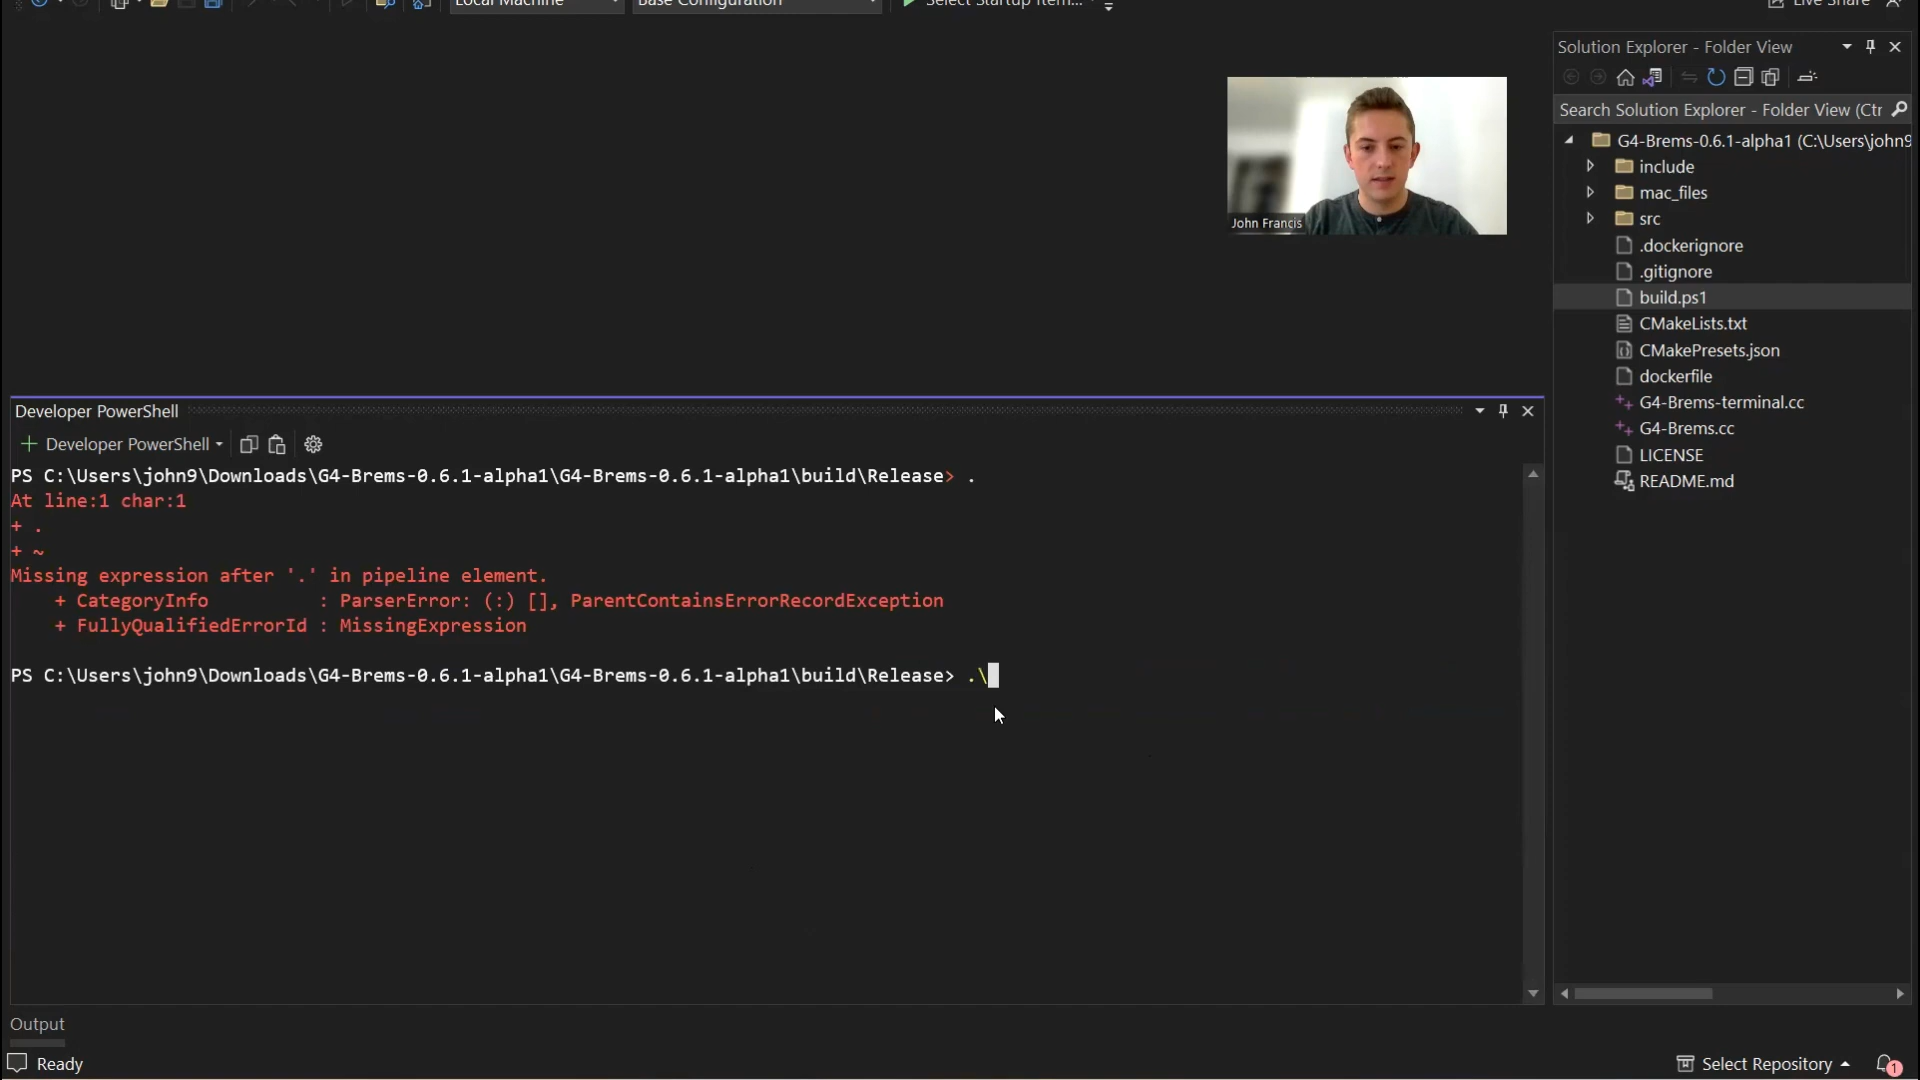 Local Machine
Base Configuration
Select Startup Item...
Live Share
Solution Explorer - Folder View
Search Solution Explorer - Folder View (Ctr
G4-Brems-0.6.1-alpha1 (C:\Users\john9
include
mac_files
src
.dockerignore
.gitignore
build.ps1
CMakeLists.txt
CMakePresets.json
dockerfile
G4-Brems-terminal.cc
G4-Brems.cc
LICENSE
README.md
John Francis
Developer PowerShell
Developer PowerShell
PS C:\Users\john9\Downloads\G4-Brems-0.6.1-alpha1\G4-Brems-0.6.1-alpha1\build\Release> .
At line:1 char:1
+ .
+ ~
Missing expression after '.' in pipeline element.
+ CategoryInfo : ParserError: (:) [], ParentContainsErrorRecordException
+ FullyQualifiedErrorId : MissingExpression
PS C:\Users\john9\Downloads\G4-Brems-0.6.1-alpha1\G4-Brems-0.6.1-alpha1\build\Release> .\
Output
Ready
Select Repository
1